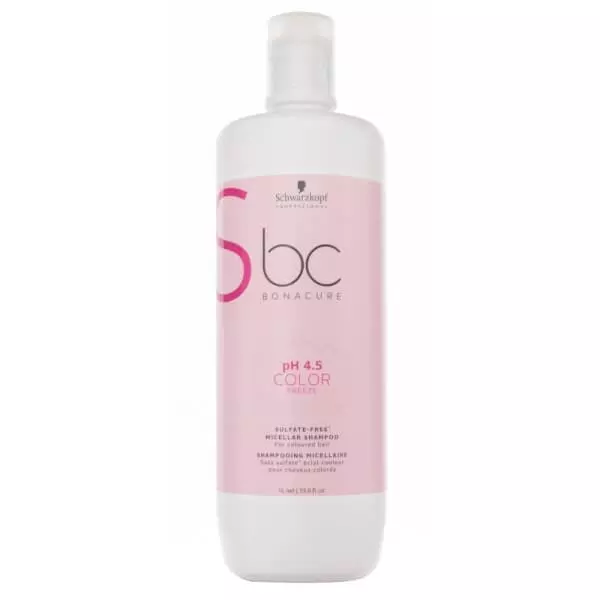 Schwarzkopf
PROFESSIONAL
S bc
BONACURE
pH 4.5
COLOR
FREEZE
SULFATE-FREE*
MICELLAR SHAMPOO
For coloured hair
SHAMPOOING MICELLAIRE
Sans sulfate* éclat couleur
pour cheveux colorés
1L net | 33.8 fl.oz